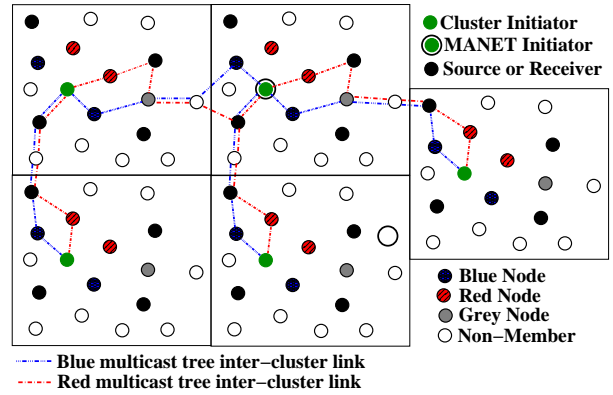 Cluster Initiator
MANET Initiator
Source or Receiver
Blue Node
Red Node
Grey Node
Non−Member
Blue multicast tree inter−cluster link
Red multicast tree inter−cluster link